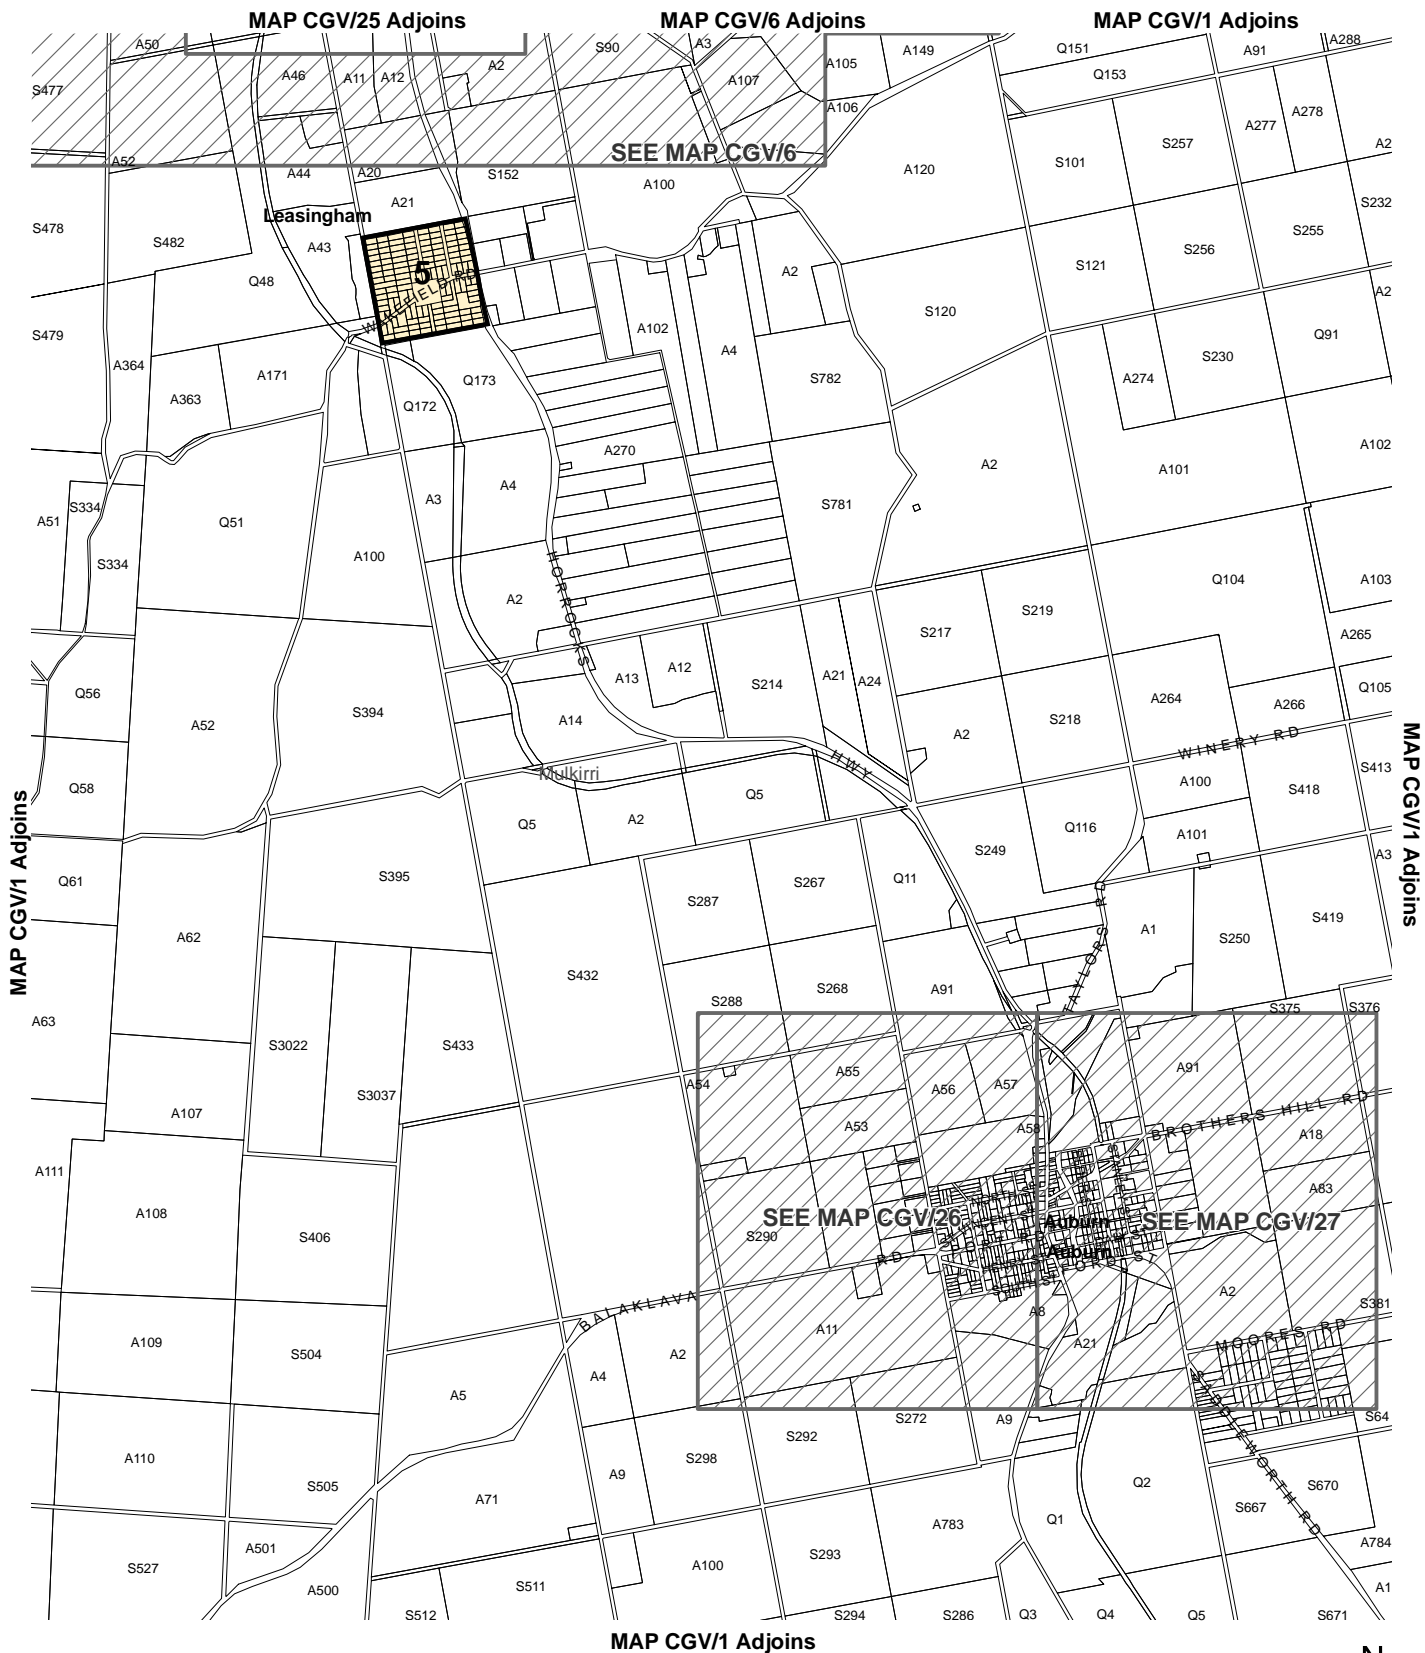 MAP CGV/25 Adjoins
MAP CGV/6 Adjoins
MAP CGV/1 Adjoins
A50
S90
A3
A149
Q151
A91
A288
S477
A46
A11
A12
A2
A107
A105
Q153
A106
A277
A278
SEE MAP CGV/6
A52
S101
S257
A2
A44
A20
S152
A100
A120
Leasingham
A21
S232
S478
S482
A43
S256
S255
Q48
5
A2
S121
A2
WAKEFIELD RD
S479
A102
S120
Q91
A364
A171
A4
S230
A363
Q173
S782
A274
Q172
A270
A2
A101
A102
A3
A4
S334
A51
Q51
S781
A100
S334
A2
HORROCKS HWY
Q104
A103
S219
S217
A265
Q56
A13
A12
S214
A21
A24
Q105
A52
S394
A14
A2
S218
A264
A266
WINERY RD
MAP CGV/1 Adjoins
MAP CGV/1 Adjoins
Mulkirri
S413
Q58
A100
S418
Q5
A2
Q5
Q116
A101
S249
A3
Q61
S395
S287
S267
Q11
TAYLORS RD
A62
A1
S250
S419
S432
S288
S268
A91
A63
S375
S376
S3022
S433
A54
A55
A56
A57
A91
S3037
BROTHERS HILL RD
A107
A53
A58
A18
A111
A83
A108
SEE MAP CGV/26
Auburn
SEE MAP CGV/27
S406
S290
RD
Auburn
ST
BALAKLAVA
A2
S381
A109
A11
A8
A21
MOORES RD
S504
A2
A4
A5
S272
A9
S64
S292
A110
S298
A9
MIDDLEWORTH RD
S505
A71
Q2
S670
S667
A783
Q1
A501
S527
A100
S293
A784
A500
S511
A1
S512
S294
S286
Q3
Q4
Q5
S671
MAP CGV/1 Adjoins
N